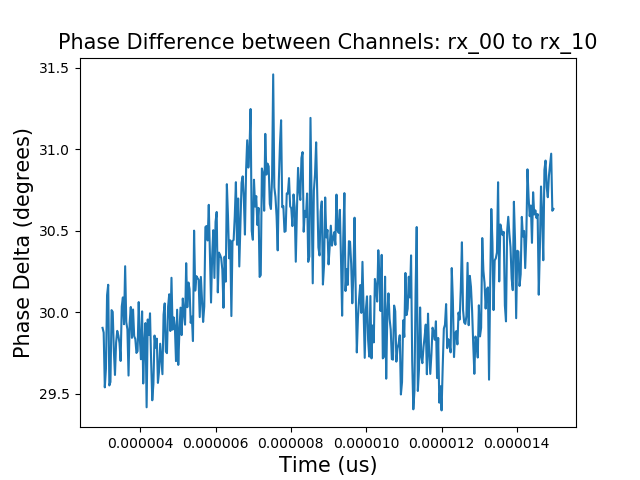 Phase Difference between Channels: rx_00 to rx_10
Phase Delta (degrees)
31.5
31.0
30.5
30.0
29.5
0.000004 0.000006 0.000008 0.000010 0.000012 0.000014
Time (us)